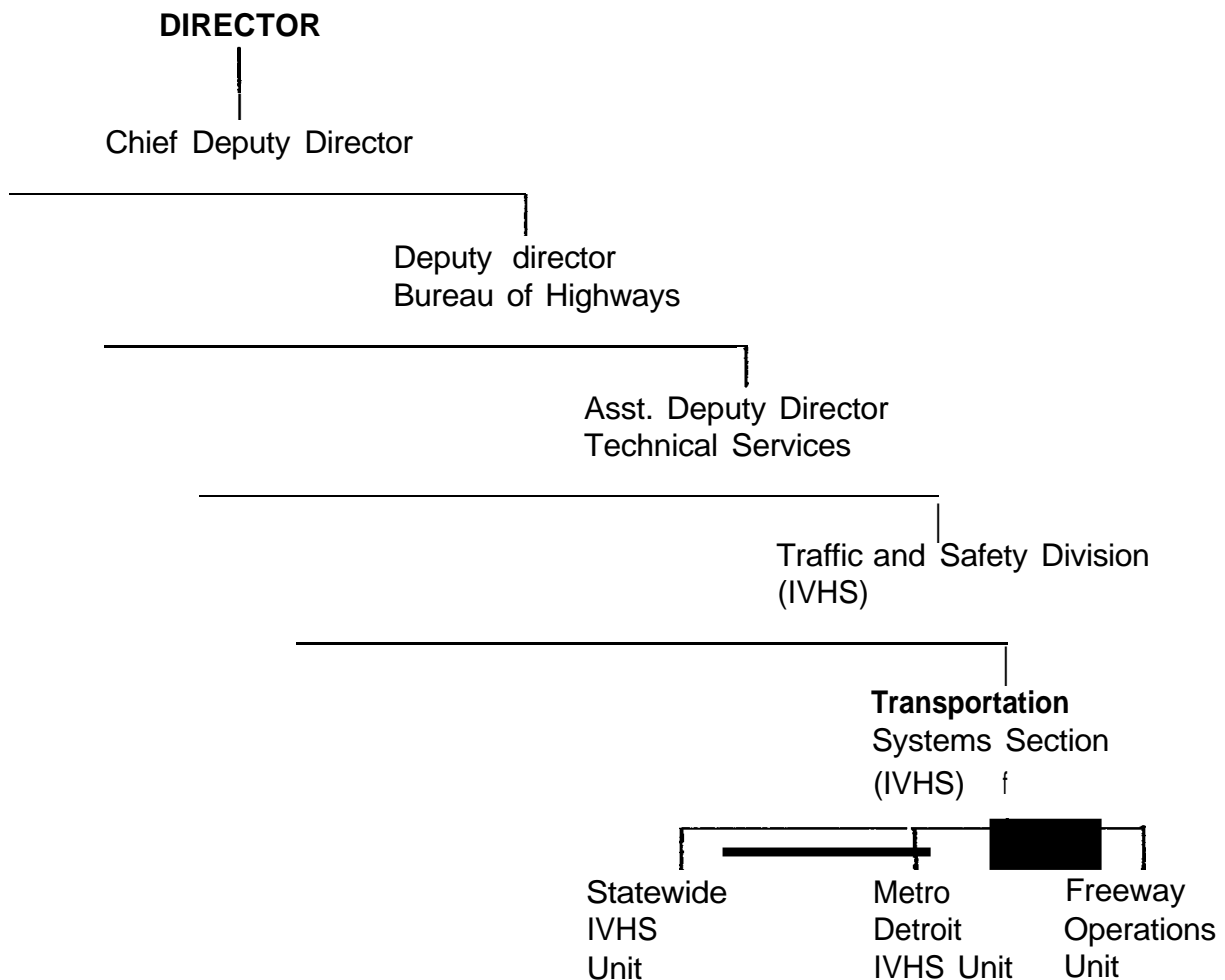 DIRECTOR
Chief Deputy Director
Deputy director
Bureau of Highways
Asst. Deputy Director
Technical Services
Traffic and Safety Division
(IVHS)
Transportation
Systems Section
(IVHS) f
Statewide
IVHS
Unit
Metro
Detroit
IVHS Unit
Freeway
Operations
Unit